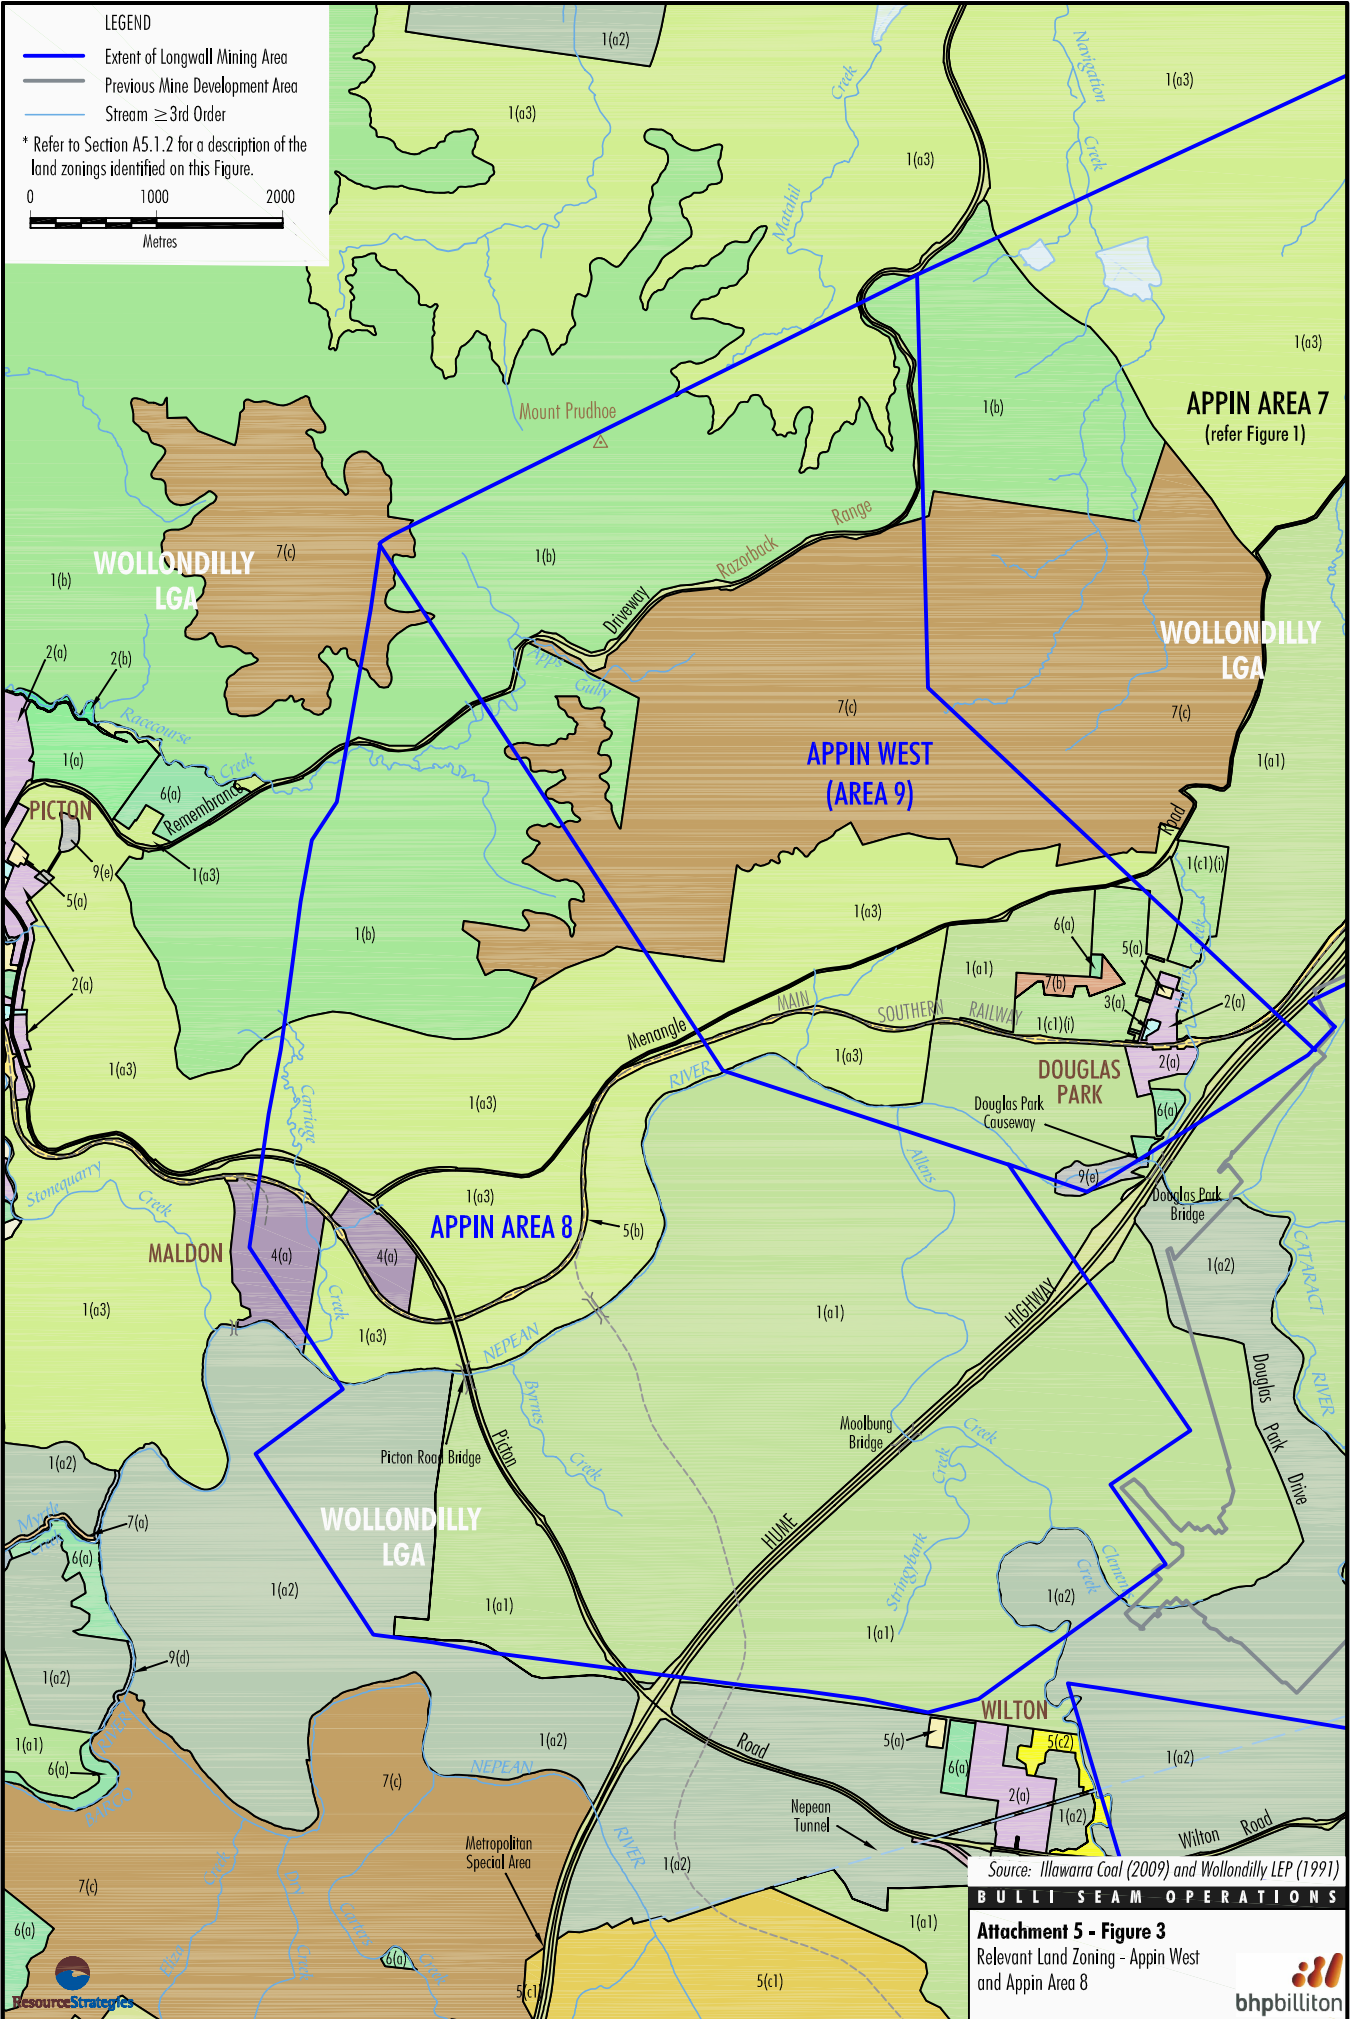 LEGEND
Extent of Longwall Mining Area
Previous Mine Development Area
Stream ≥3rd Order
* Refer to Section A5.1.2 for a description of the
land zonings identified on this Figure.
0 1000 2000
Metres
1(a2)
1(a3)
Creek
Navigation
Creek
1(a3)
1(a3)
Matahil
1(a3)
1(b)
APPIN AREA 7
(refer Figure 1)
Mount Prudhoe
Range
Razorback
7(c)
1(b)
WOLLONDILLY
LGA
1(b)
Driveway
WOLLONDILLY
LGA
2(a)
2(b)
Apps
Gully
Racecourse
Creek
7(c)
7(c)
1(a)
6(a)
Remembrance
APPIN WEST
(AREA 9)
1(a1)
PICTON
9(e)
1(a3)
5(a)
Road
1(c1)(i)
1(a3)
1(b)
6(a)
5(a)
1(a1)
7(b)
2(a)
3(a)
2(a)
Harris Creek
MAIN
SOUTHERN
RAILWAY
1(c1)(i)
Menangle
1(a3)
RIVER
DOUGLAS
PARK
2(a)
1(a3)
1(a3)
Carriage
Douglas Park
Causeway
6(a)
Allens
9(e)
Stonequarry
Creek
1(a3)
APPIN AREA 8
5(b)
Douglas Park
Bridge
MALDON
4(a)
4(a)
1(a2)
CATARACT
RIVER
1(a3)
Creek
1(a3)
NEPEAN
1(a1)
HIGHWAY
Byrnes
Creek
Douglas
Park
Drive
Moolbung
Bridge
Creek
Picton Road Bridge
Picton
Creek
1(a2)
Myrtle
Creek
7(a)
6(a)
WOLLONDILLY
LGA
HUME
Stringybark
Clements
Creek
1(a2)
1(a2)
1(a1)
1(a1)
9(d)
1(a2)
WILTON
1(a1)
6(a)
RIVER
BARGO
1(a2)
NEPEAN
7(c)
Road
5(a)
6(a)
5(c2)
1(a2)
2(a)
1(a2)
Nepean
Tunnel
Wilton Road
RIVER
Metropolitan
Special Area
1(a2)
7(c)
Creek
Dry
Carters
1(a1)
6(a)
Eliza
Creek
6(a)
Creek
5(c1)
5(c1)
Source: Illawarra Coal (2009) and Wollondilly LEP (1991)
BULLI SEAM OPERATIONS
Attachment 5 - Figure 3
Relevant Land Zoning - Appin West
and Appin Area 8
ResourceStrategies
bhpbilliton